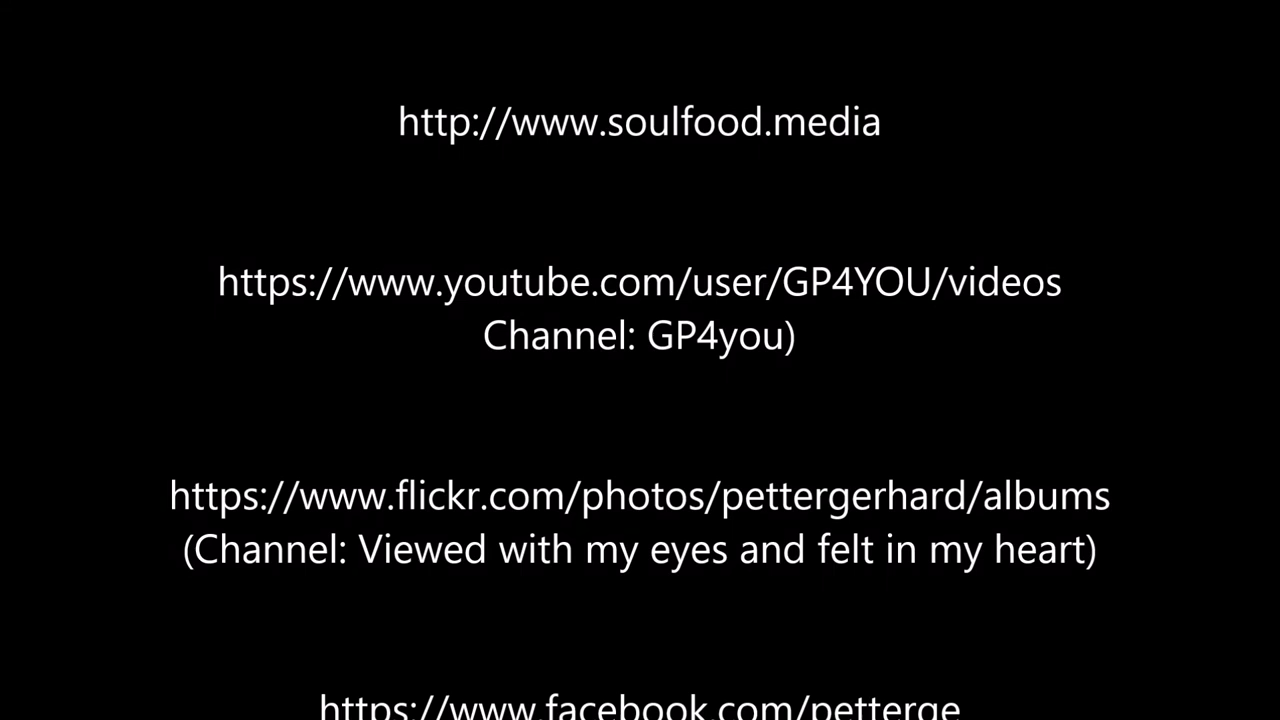 http://www.soulfood.media
https://www.youtube.com/user/GP4YOU/videos
Channel: GP4you)
https://www.flickr.com/photos/pettergerhard/albums
(Channel: Viewed with my eyes and felt in my heart)
https://www.facebook.com/petterge